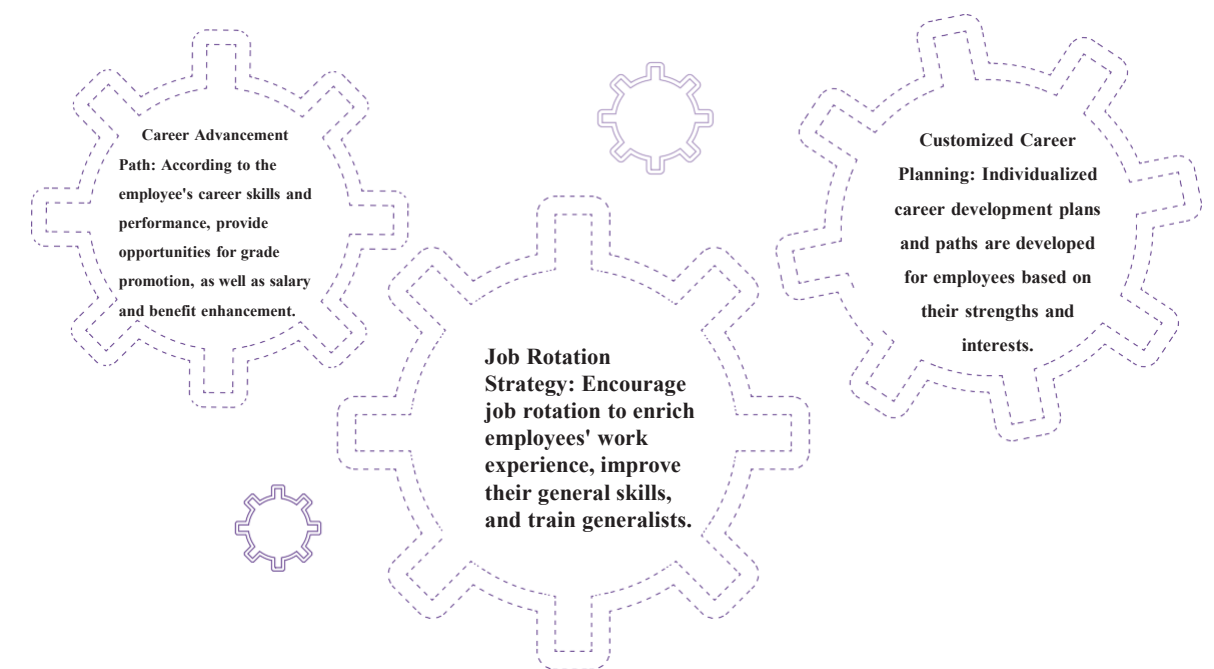 Career Advancement
Path: According to the
employee's career skills and
performance, provide
opportunities for grade
promotion, as well as salary
and benefit enhancement.
Job Rotation
Strategy: Encourage
job rotation to enrich
employees' work
experience, improve
their general skills,
and train generalists.
Customized Career
Planning: Individualized
career development plans
and paths are developed
for employees based on
their strengths and
interests.